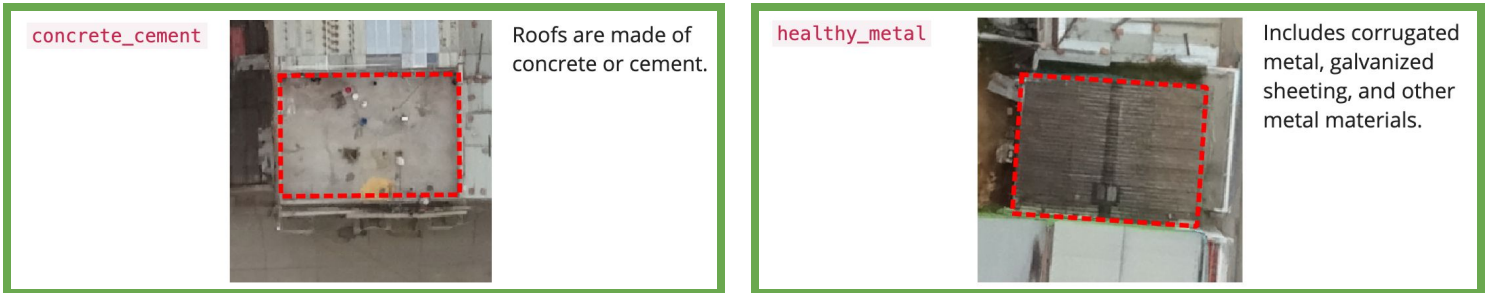 concrete_cement
Roofs are made of
concrete or cement.
healthy_metal
Includes corrugated
metal, galvanized
sheeting, and other
metal materials.